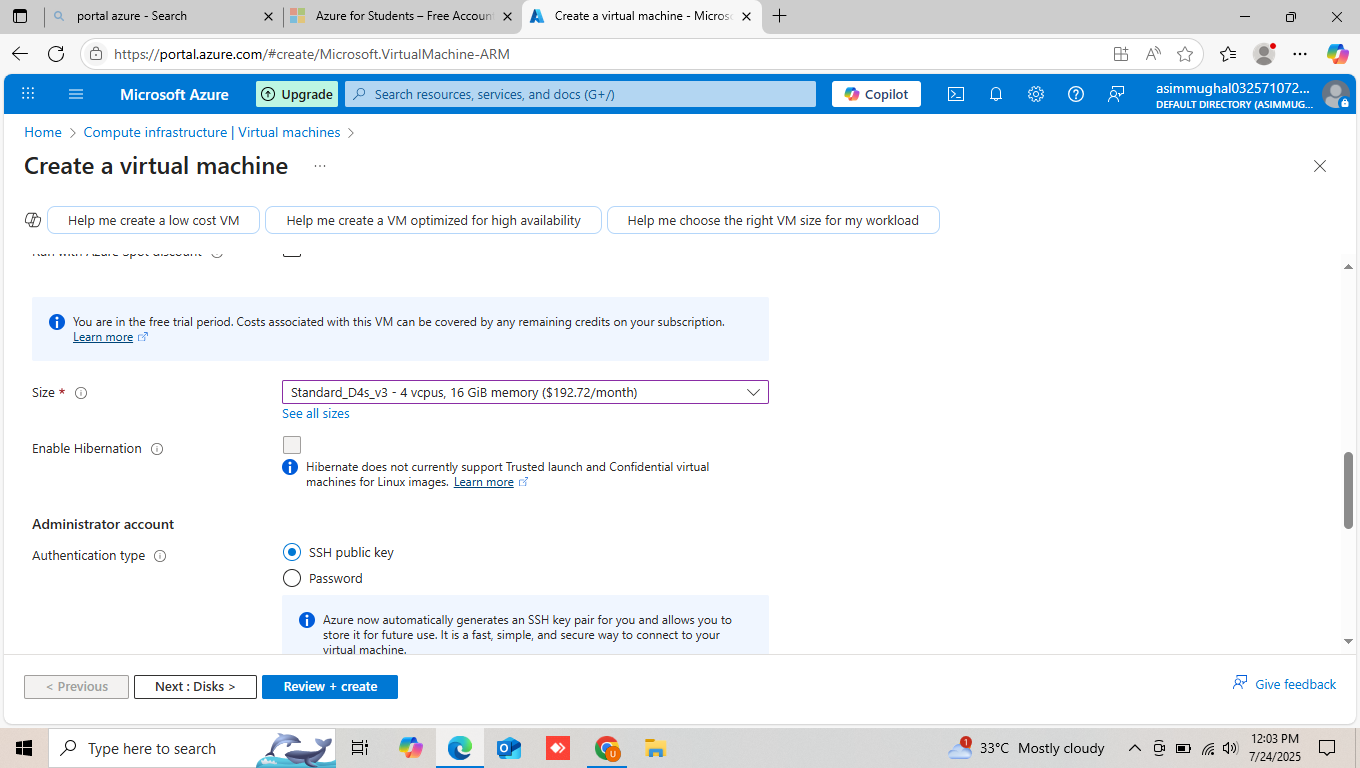 portal azure - Search
Azure for Students – Free Account
Create a virtual machine - Micros
https://portal.azure.com/#create/Microsoft.VirtualMachine-ARM
Microsoft Azure
Upgrade
Search resources, services, and docs (G+/)
Copilot
asimmughal032571072...
DEFAULT DIRECTORY (ASIMMUG...
Home > Compute infrastructure | Virtual machines >
Create a virtual machine ...
Help me create a low cost VM
Help me create a VM optimized for high availability
Help me choose the right VM size for my workload
Run with Azure Spot discount
You are in the free trial period. Costs associated with this VM can be covered by any remaining credits on your subscription.
Learn more
Size *
Standard_D4s_v3 - 4 vcpus, 16 GiB memory ($192.72/month)
See all sizes
Enable Hibernation
Hibernate does not currently support Trusted launch and Confidential virtual
machines for Linux images. Learn more
Administrator account
Authentication type
SSH public key
Password
Azure now automatically generates an SSH key pair for you and allows you to
store it for future use. It is a fast, simple, and secure way to connect to your
virtual machine.
< Previous
Next : Disks >
Review + create
Give feedback
Type here to search
1
33°C Mostly cloudy
12:03 PM
7/24/2025